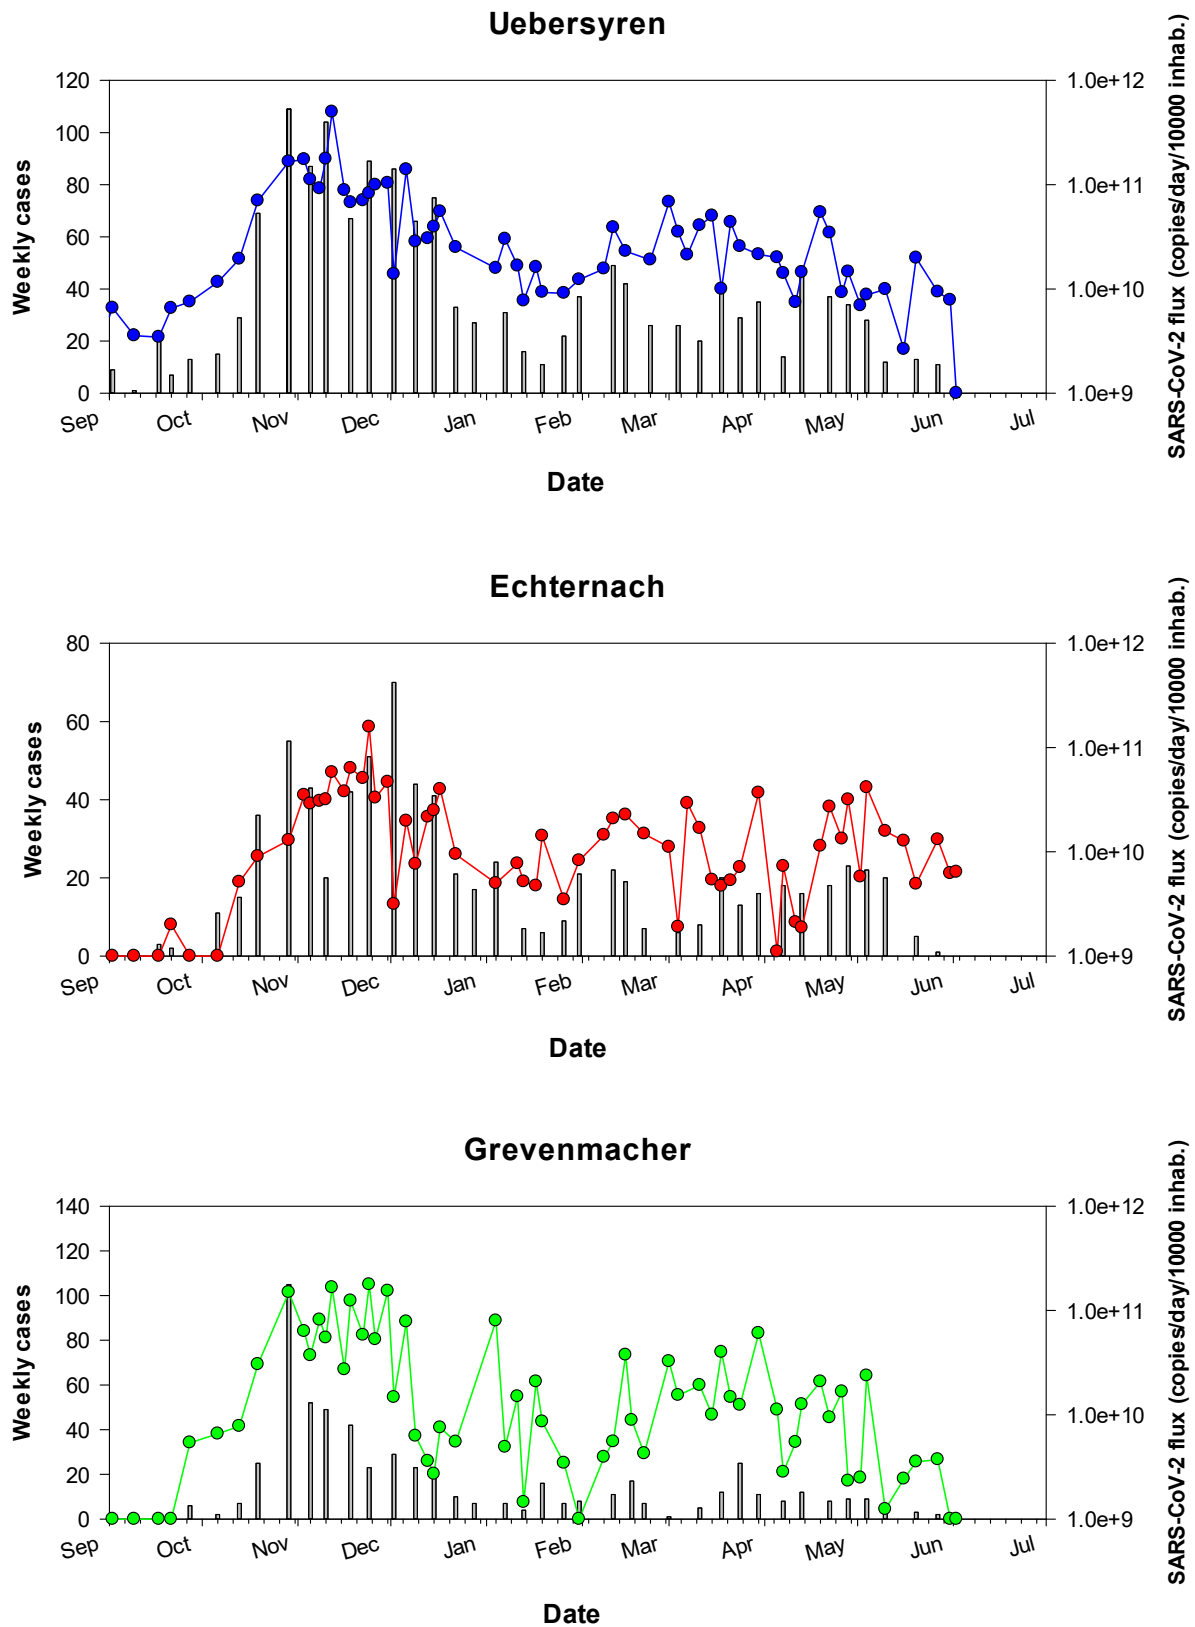 Uebersyren
120
100
80
60
40
20
0
Weekly cases
1.0e+12
1.0e+11
1.0e+10
1.0e+9
SARS-CoV-2 flux (copies/day/10000 inhab.)
Sep Oct Nov Dec Jan Feb Mar Apr May Jun Jul
Date
Echternach
80
60
40
20
0
Weekly cases
1.0e+12
1.0e+11
1.0e+10
1.0e+9
SARS-CoV-2 flux (copies/day/10000 inhab.)
Sep Oct Nov Dec Jan Feb Mar Apr May Jun Jul
Date
Grevenmacher
140
120
100
80
60
40
20
0
Weekly cases
1.0e+12
1.0e+11
1.0e+10
1.0e+9
SARS-CoV-2 flux (copies/day/10000 inhab.)
Sep Oct Nov Dec Jan Feb Mar Apr May Jun Jul
Date